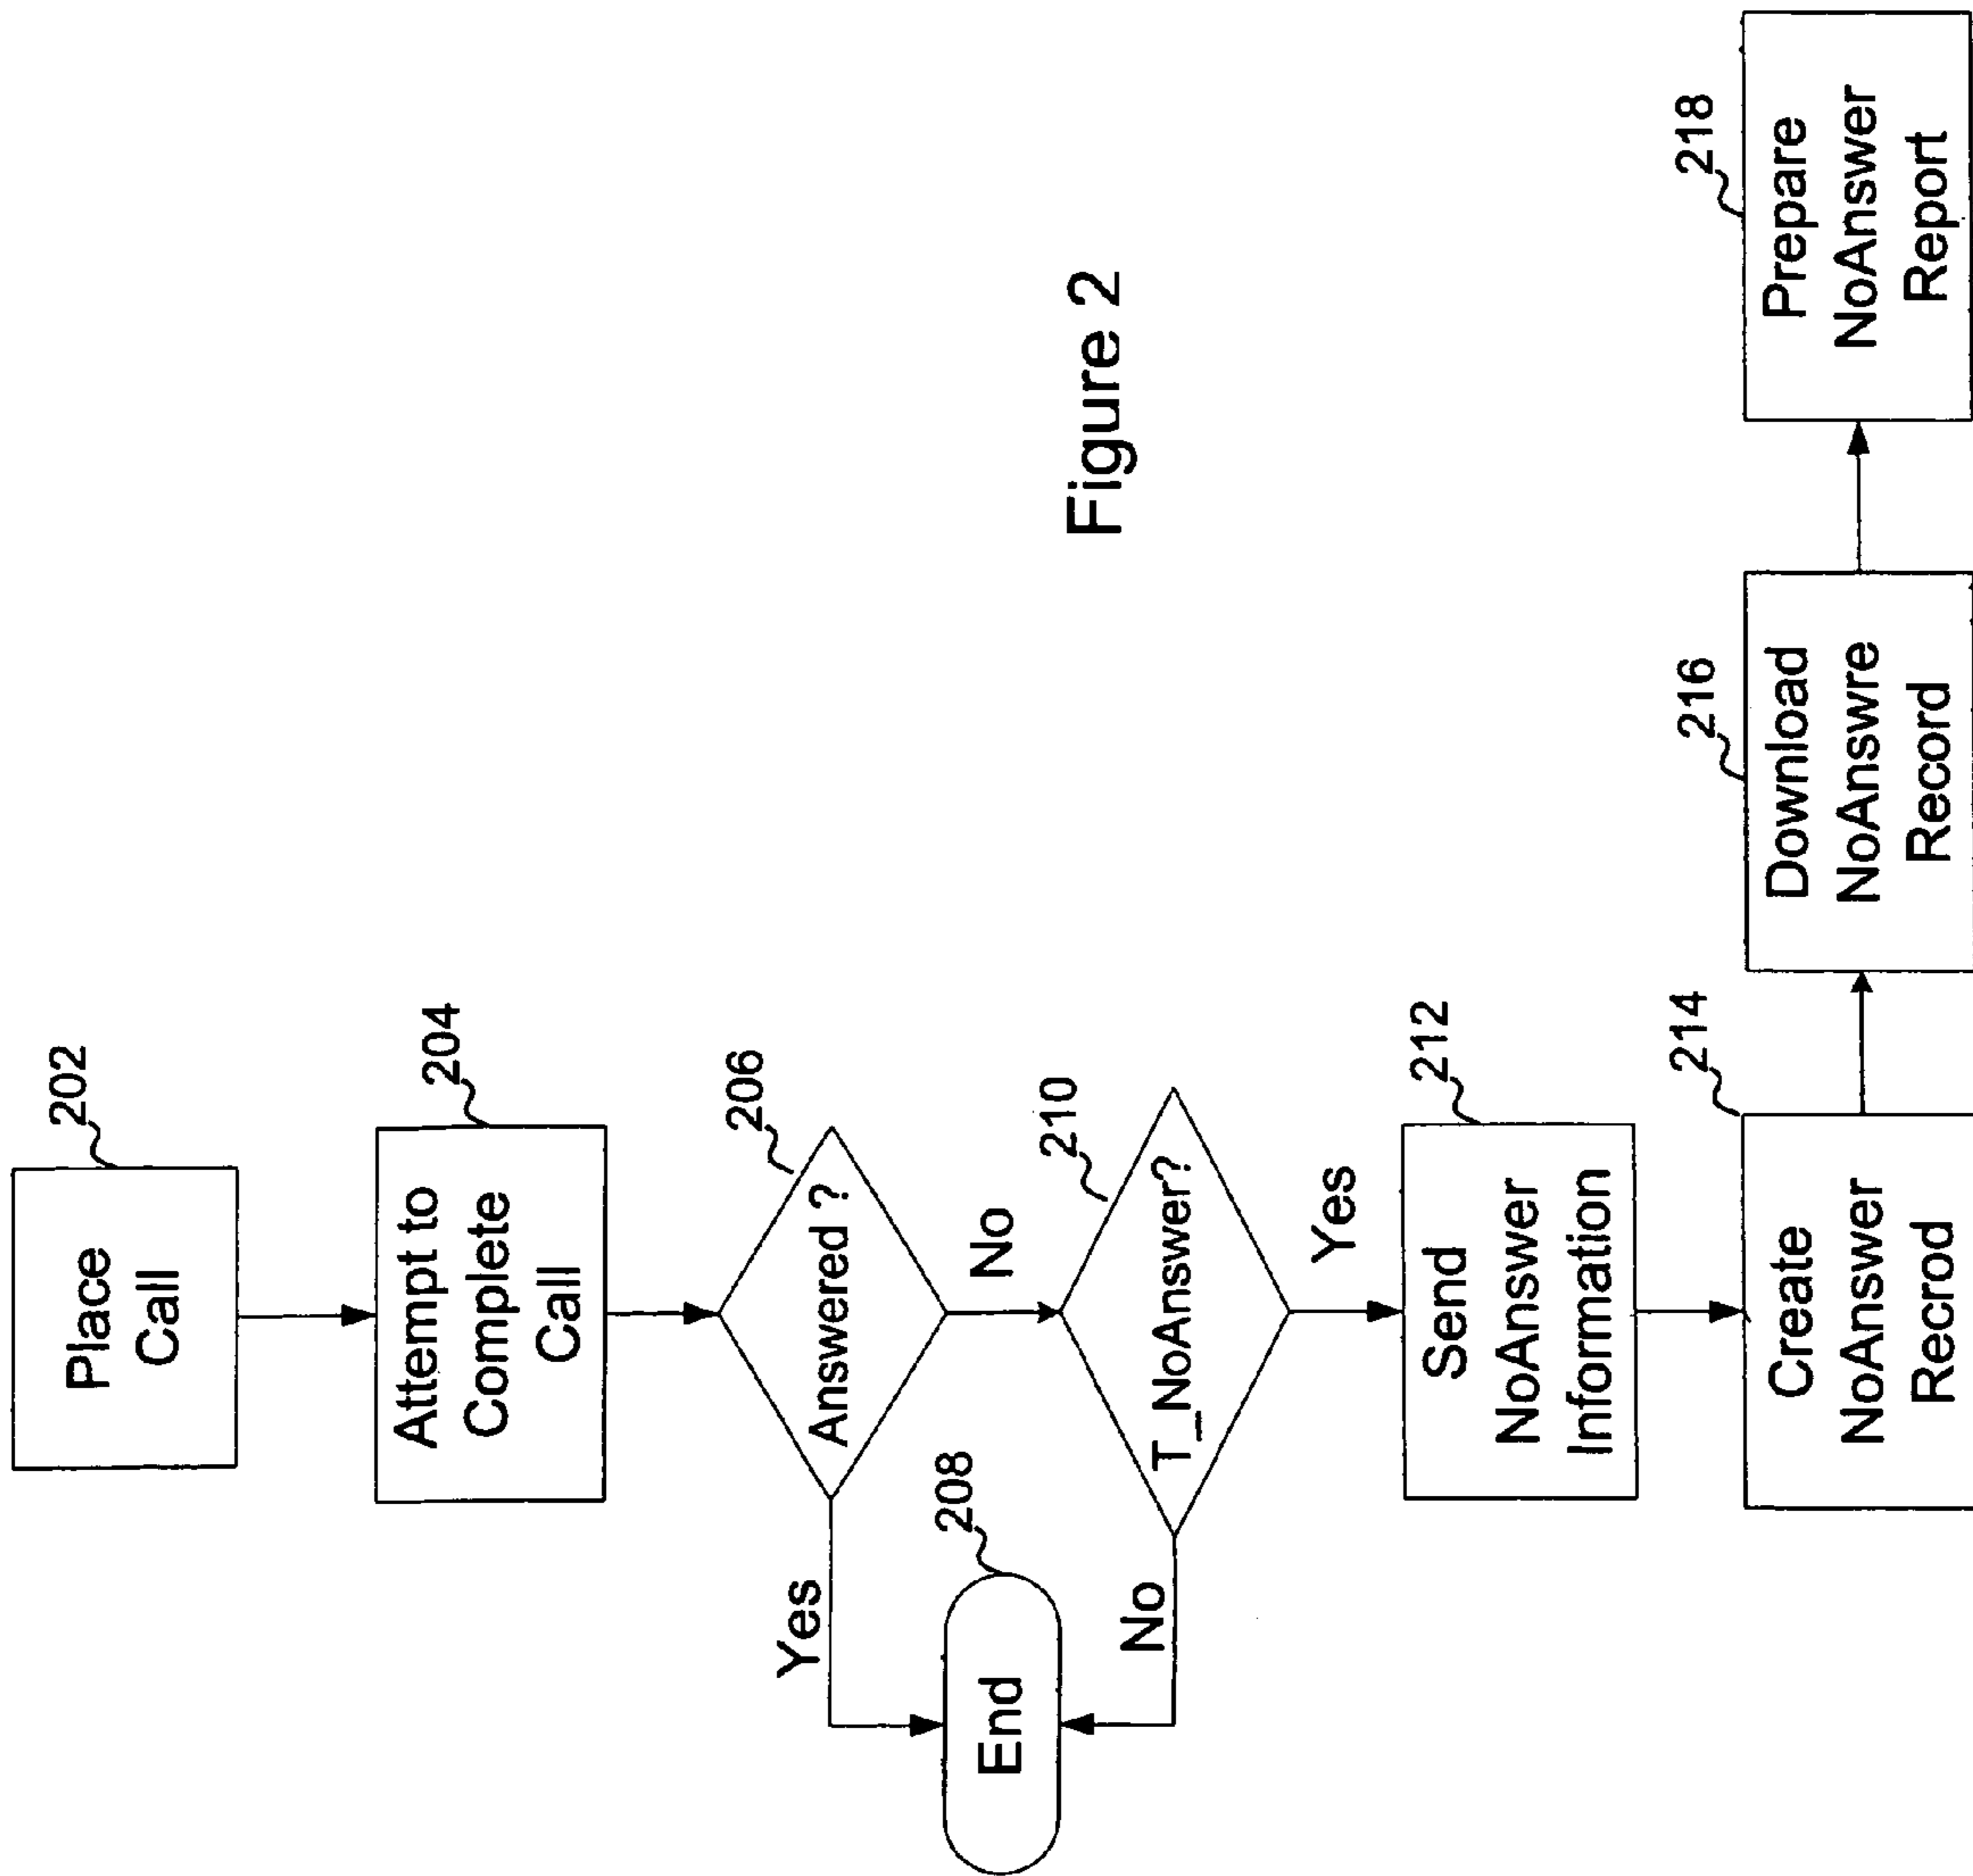 202
Place
Call
204
Attempt to
Complete
Call
206
Answered ?
Yes
No
208
End
210
T_NoAnswer?
No
Yes
212
Send
NoAnswer
Information
214
Create
NoAnswer
Recrod
216
Download
NoAnswre
Record
218
Prepare
NoAnswer
Report
Figure 2